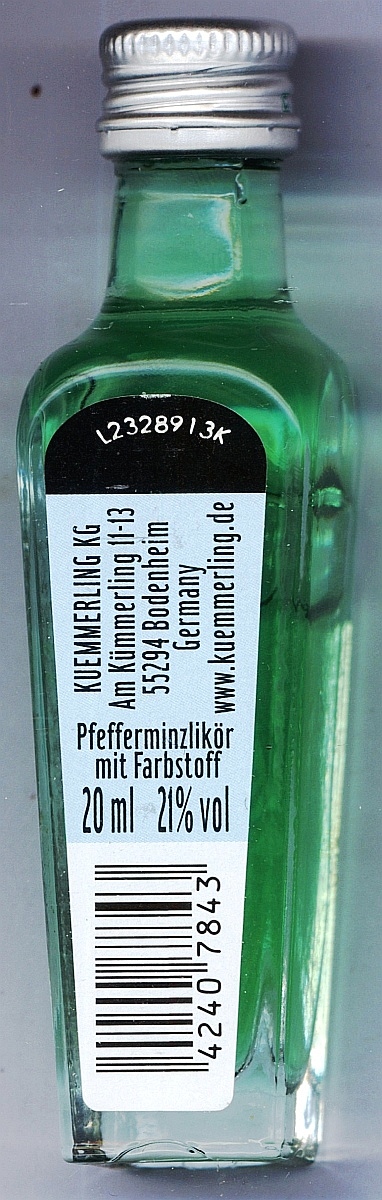 L2328913K
KUEMMERLING KG
Am Kümmerling 11-13
55294 Bodenheim
Germany
www.kuemmerling.de
Pfefferminzlikör
mit Farbstoff
20 ml 21% vol
4240 7843